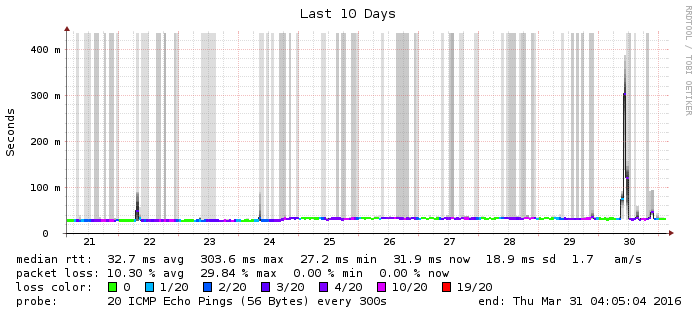 Last 10 Days
RRDTOOL / TOBI OETIKER
Seconds
400 m
300 m
200 m
100 m
0
21 22 23 24 25 26 27 28 29 30
median rtt: 32.7 ms avg 303.6 ms max 27.2 ms min 31.9 ms now 18.9 ms sd 1.7 am/s
packet loss: 10.30 % avg 29.84 % max 0.00 % min 0.00 % now
loss color: 0 1/20 2/20 3/20 4/20 10/20 19/20
probe: 20 ICMP Echo Pings (56 Bytes) every 300s end: Thu Mar 31 04:05:04 2016